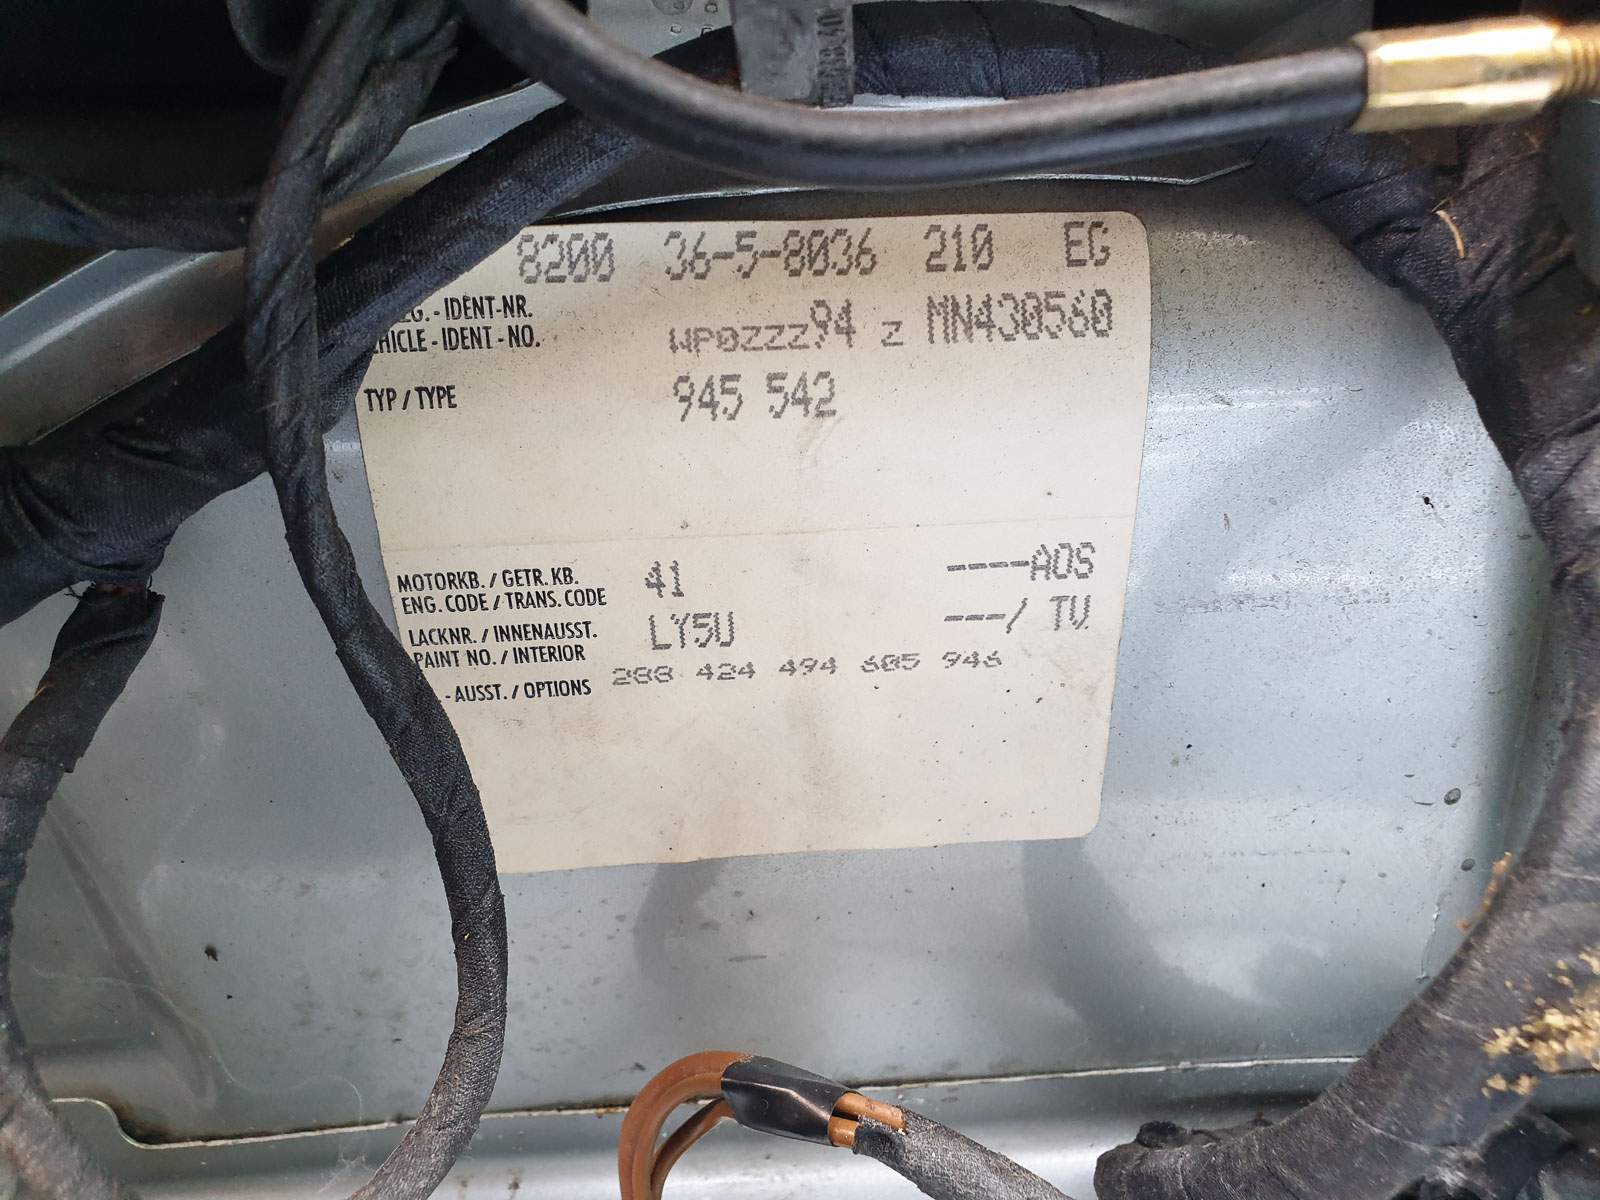 8200 36-5-8036 210 EG
G. - IDENT-NR.
HICLE - IDENT - NO. WP0ZZZ94 Z MN430560
TYP / TYPE 945 542
MOTORKB. / GETR. KB.
ENG. CODE / TRANS. CODE 41 ----A0S
LACKNR. / INNENAUSST.
PAINT NO. / INTERIOR LY5U ---/ TV
- AUSST. / OPTIONS 288 424 494 605 946